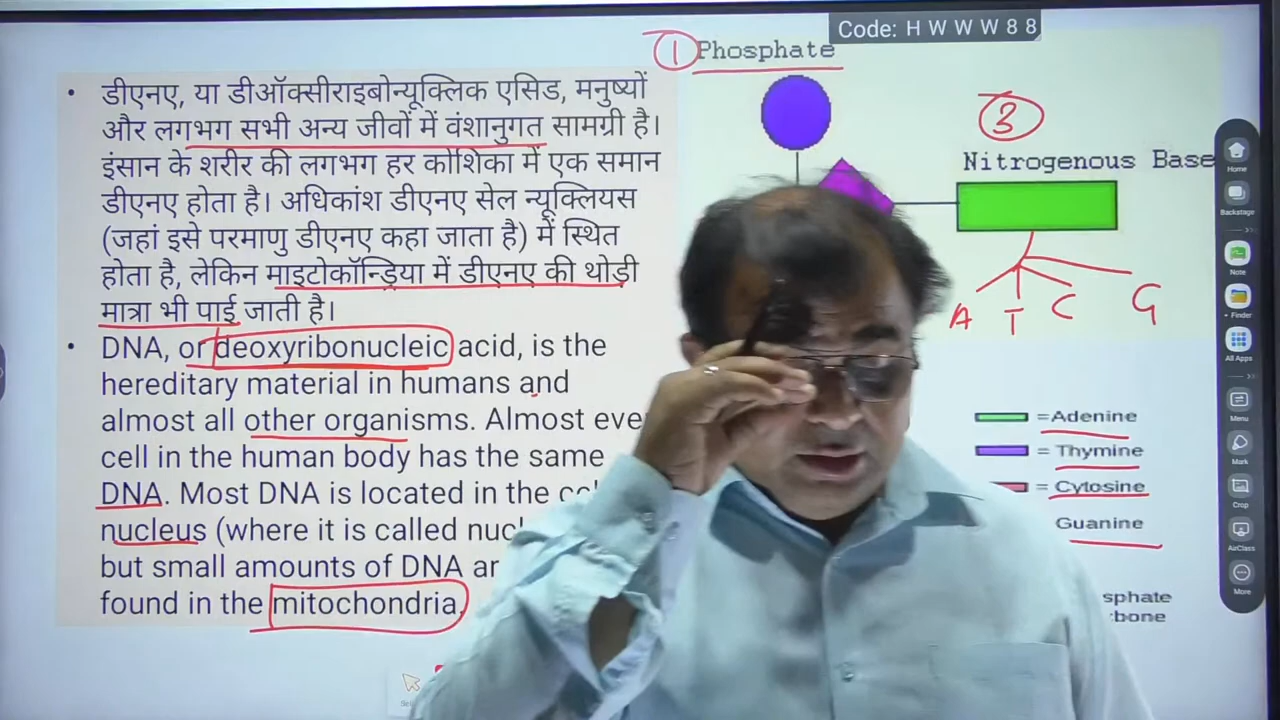 Code: H W W W 8 8
1 Phosphate
3
Nitrogenous Base
A T C G
• डीएनए, या डीऑक्सीराइबोन्यूक्लिक एसिड, मनुष्यों
और लगभग सभी अन्य जीवों में वंशानुगत सामग्री है।
इंसान के शरीर की लगभग हर कोशिका में एक समान
डीएनए होता है। अधिकांश डीएनए सेल न्यूक्लियस
(जहां इसे परमाणु डीएनए कहा जाता है) में स्थित
होता है, लेकिन माइटोकॉन्ड्रिया में डीएनए की थोड़ी
मात्रा भी पाई जाती है।
• DNA, or deoxyribonucleic acid, is the
hereditary material in humans and
almost all other organisms. Almost eve
cell in the human body has the same
DNA. Most DNA is located in the
nucleus (where it is called
but small amounts of DNA
found in the mitochondria.
=Adenine
= Thymine
= Cytosine
Guanine
sphate
bone
Home
Backstage
Note
Finder
All Apps
Menu
Mark
Crop
AirClass
More